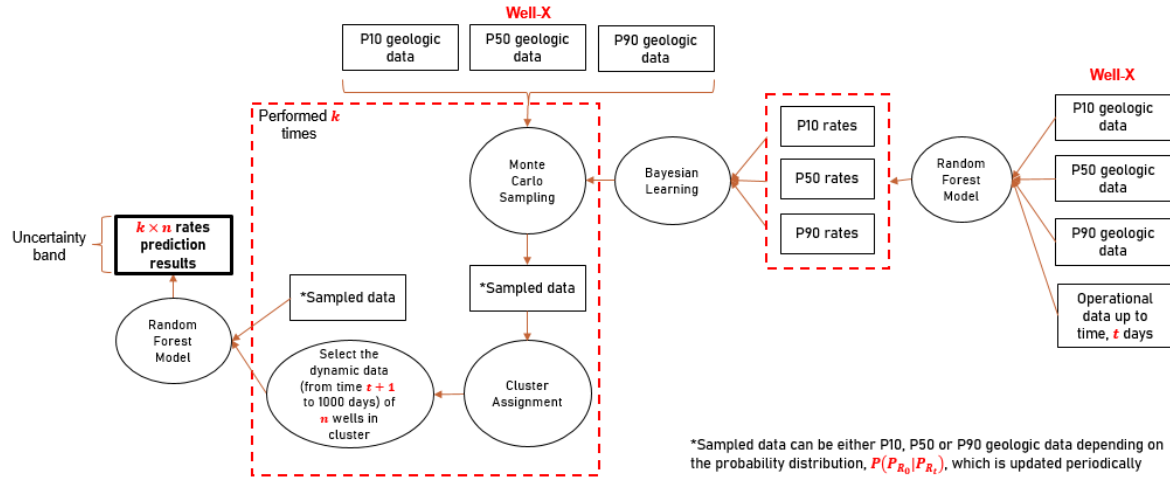 Well-X
P10 geologic
data
P50 geologic
data
P90 geologic
data
Performed k
times
Monte
Carlo
Sampling
Bayesian
Learning
P10 rates
P50 rates
P90 rates
Random
Forest
Model
Well-X
P10 geologic
data
P50 geologic
data
P90 geologic
data
Operational
data up to
time, t days
Uncertainty
band
k × n rates
prediction
results
Random
Forest
Model
*Sampled data
*Sampled data
Select the
dynamic data
(from time t + 1
to 1000 days) of
n wells in
cluster
Cluster
Assignment
*Sampled data can be either P10, P50 or P90 geologic data depending on
the probability distribution, P(P_{R_0}|P_{R_t}), which is updated periodically